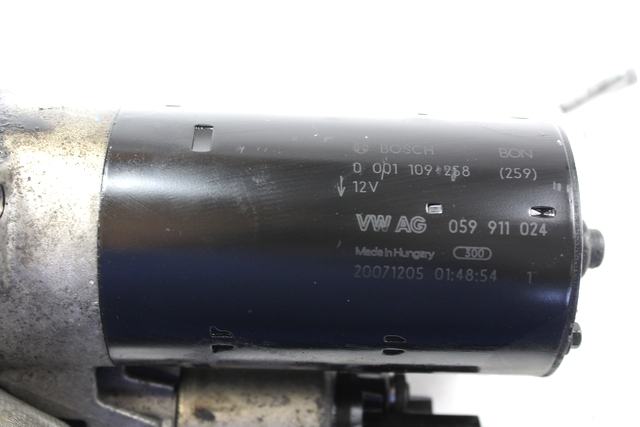 BOSCH BON
0 001 109 258 (259)
12V
VW AG 059 911 024
Made in Hungary 300
20071205 01:48:54 1